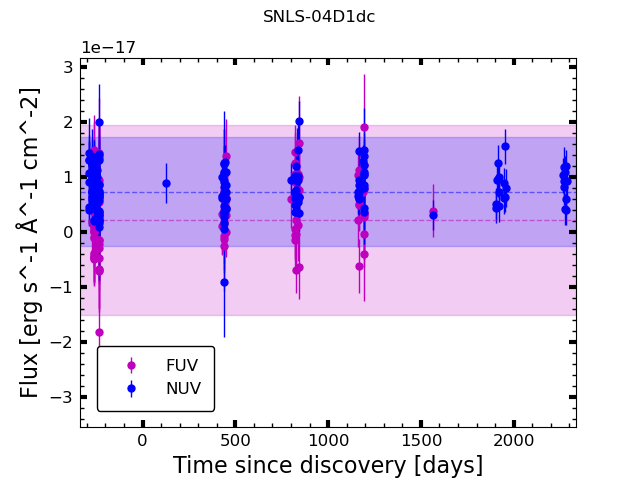 SNLS-04D1dc
1e−17
3
2
1
0
−1
−2
−3
Flux [erg s^-1 Å^-1 cm^-2]
FUV
NUV
0 500 1000 1500 2000
Time since discovery [days]